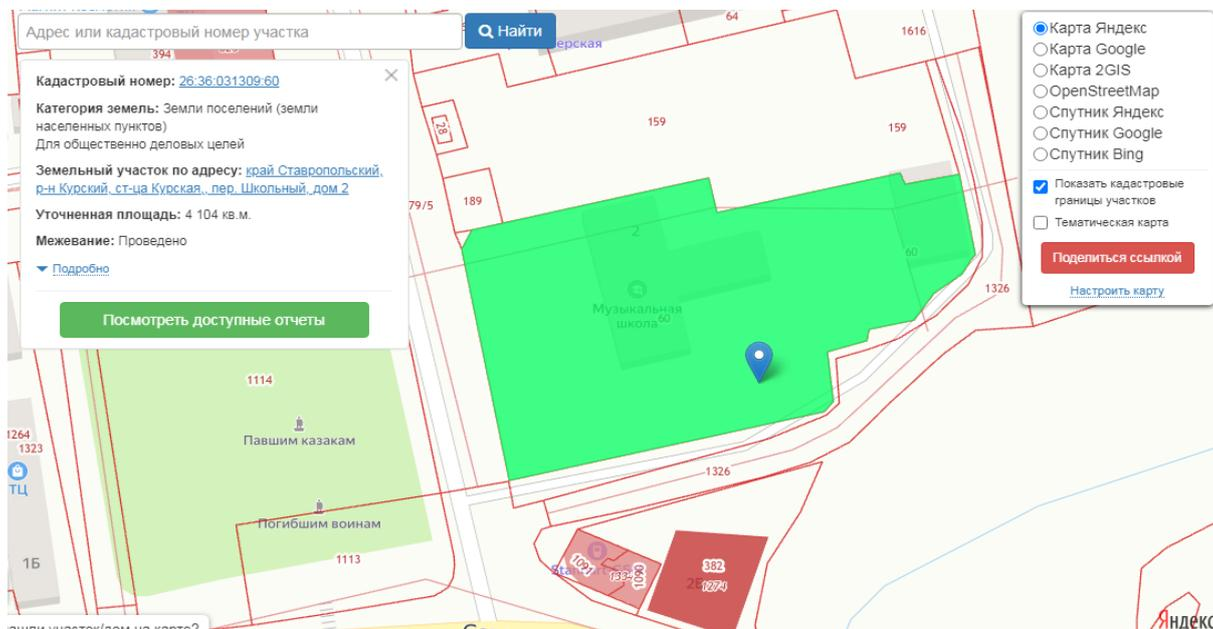 Адрес или кадастровый номер участка
Найти
Кадастровый номер: 26:36:031309:60
Категория земель: Земли поселений (земли
населенных пунктов)
Для общественно деловых целей
Земельный участок по адресу: край Ставропольский,
р-н Курский, ст-ца Курская,, пер. Школьный, дом 2
Уточненная площадь: 4 104 кв.м.
Межевание: Проведено
Подробно
Посмотреть доступные отчеты
Карта Яндекс
Карта Google
Карта 2GIS
OpenStreetMap
Спутник Яндекс
Спутник Google
Спутник Bing
Показать кадастровые
границы участков
Тематическая карта
Поделиться ссылкой
Настроить карту
394
64
1616
ерская
28
159
159
79/5
189
2
60
Музыкальная
школа
60
1326
1114
Павшим казакам
1264
1323
ТЦ
1326
Погибшим воинам
1113
1Б
1091
1090
382
1274
Яндекс